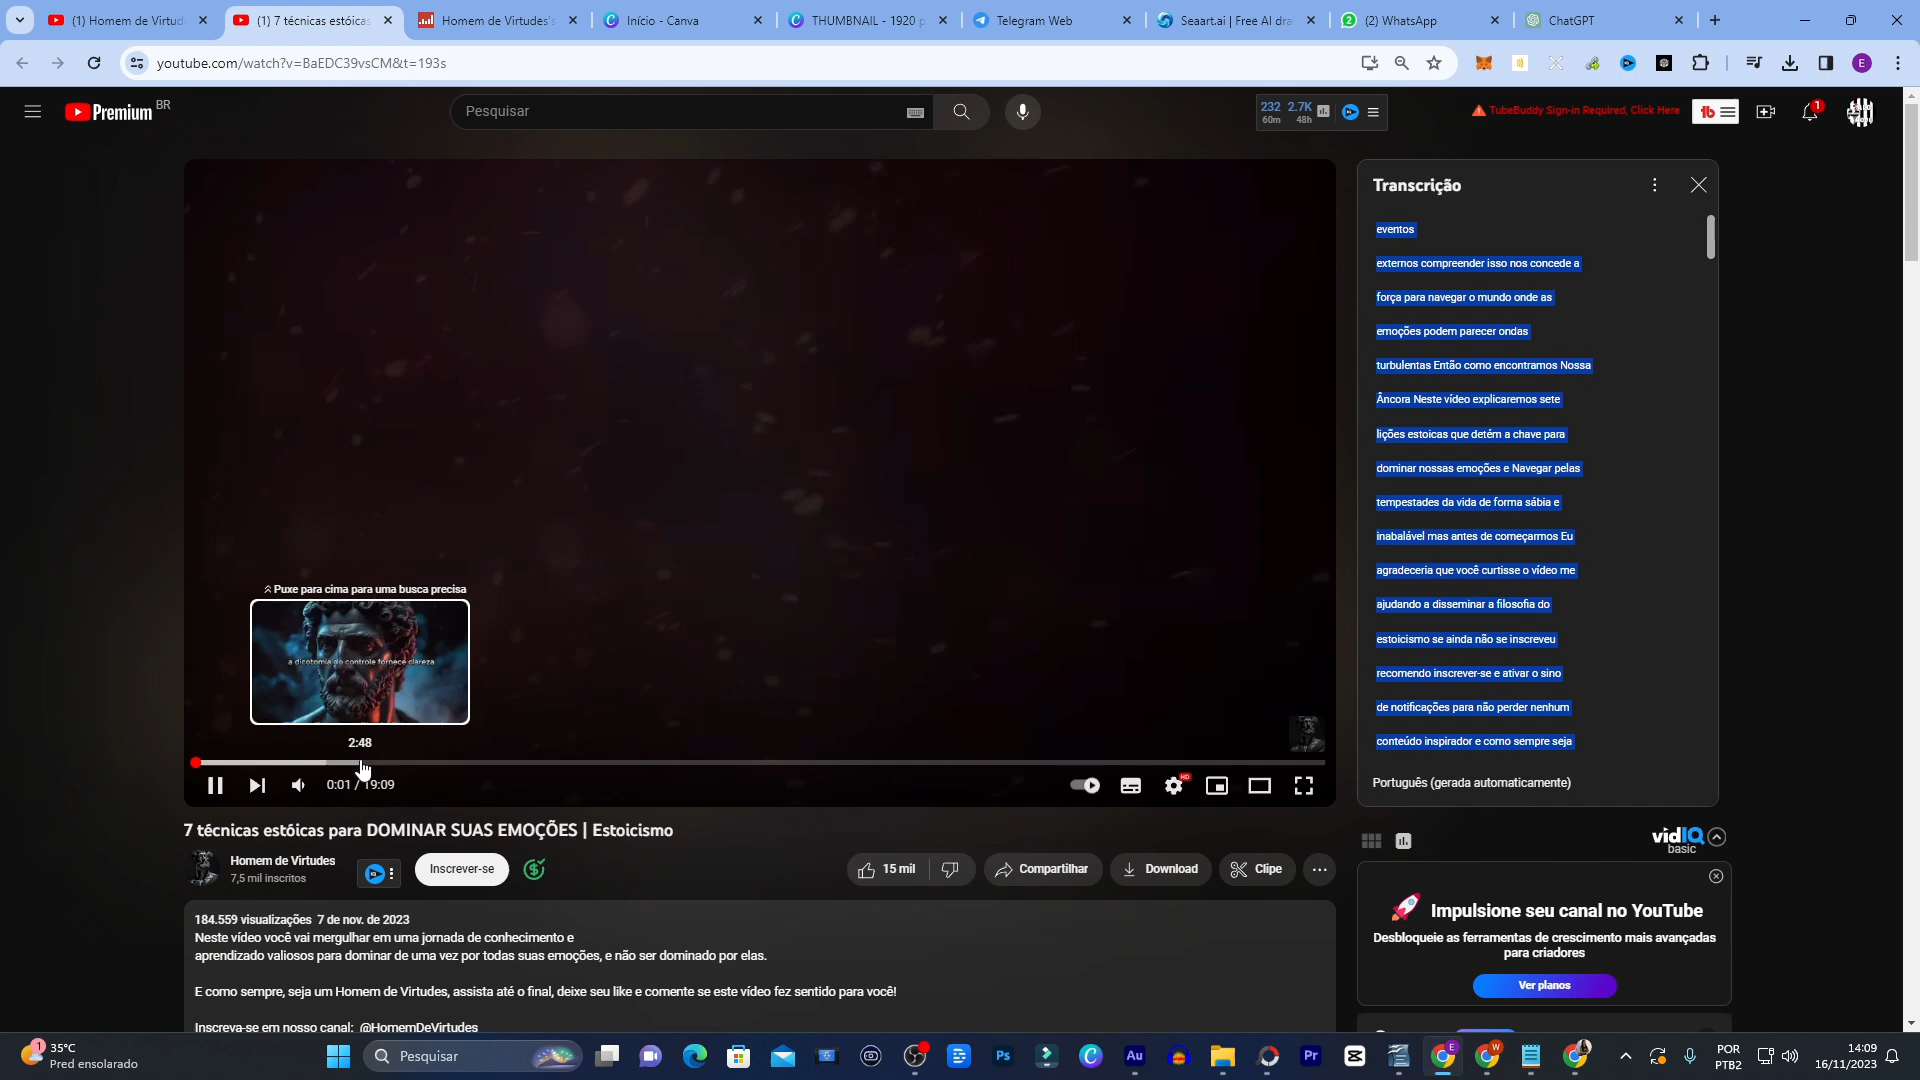 (1) Homem de Virtud
(1) 7 técnicas estóicas
Homem de Virtudes's
Início - Canva
THUMBNAIL - 1920 p
Telegram Web
Seaart.ai | Free AI dra
(2) WhatsApp
ChatGPT
youtube.com/watch?v=BaEDC39vsCM&t=193s
E
Premium BR
Pesquisar
232 2.7K
60m 48h
TubeBuddy Sign-in Required, Click Here
tb
1
Transcrição
eventos
externos compreender isso nos concede a
força para navegar o mundo onde as
emoções podem parecer ondas
turbulentas Então como encontramos Nossa
Âncora Neste vídeo explicaremos sete
lições estoicas que detém a chave para
dominar nossas emoções e Navegar pelas
tempestades da vida de forma sábia e
inabalável mas antes de começarmos Eu
agradeceria que você curtisse o vídeo me
ajudando a disseminar a filosofia do
estoicismo se ainda não se inscreveu
recomendo inscrever-se e ativar o sino
de notificações para não perder nenhum
conteúdo inspirador e como sempre seja
Português (gerada automaticamente)
Puxe para cima para uma busca precisa
a dicotomia do controle fornece clareza
2:48
0:01 / 19:09
HD
7 técnicas estóicas para DOMINAR SUAS EMOÇÕES | Estoicismo
Homem de Virtudes
7,5 mil inscritos
Inscrever-se
15 mil
Compartilhar
Download
Clipe
184.559 visualizações 7 de nov. de 2023
Neste vídeo você vai mergulhar em uma jornada de conhecimento e
aprendizado valiosos para dominar de uma vez por todas suas emoções, e não ser dominado por elas.
E como sempre, seja um Homem de Virtudes, assista até o final, deixe seu like e comente se este vídeo fez sentido para você!
Inscreva-se em nosso canal: @HomemDeVirtudes
vidIQ
basic
Impulsione seu canal no YouTube
Desbloqueie as ferramentas de crescimento mais avançadas
para criadores
Ver planos
1
35°C
Pred ensolarado
Pesquisar
Ps
Au
Pr
E
W
POR
PTB2
14:09
16/11/2023